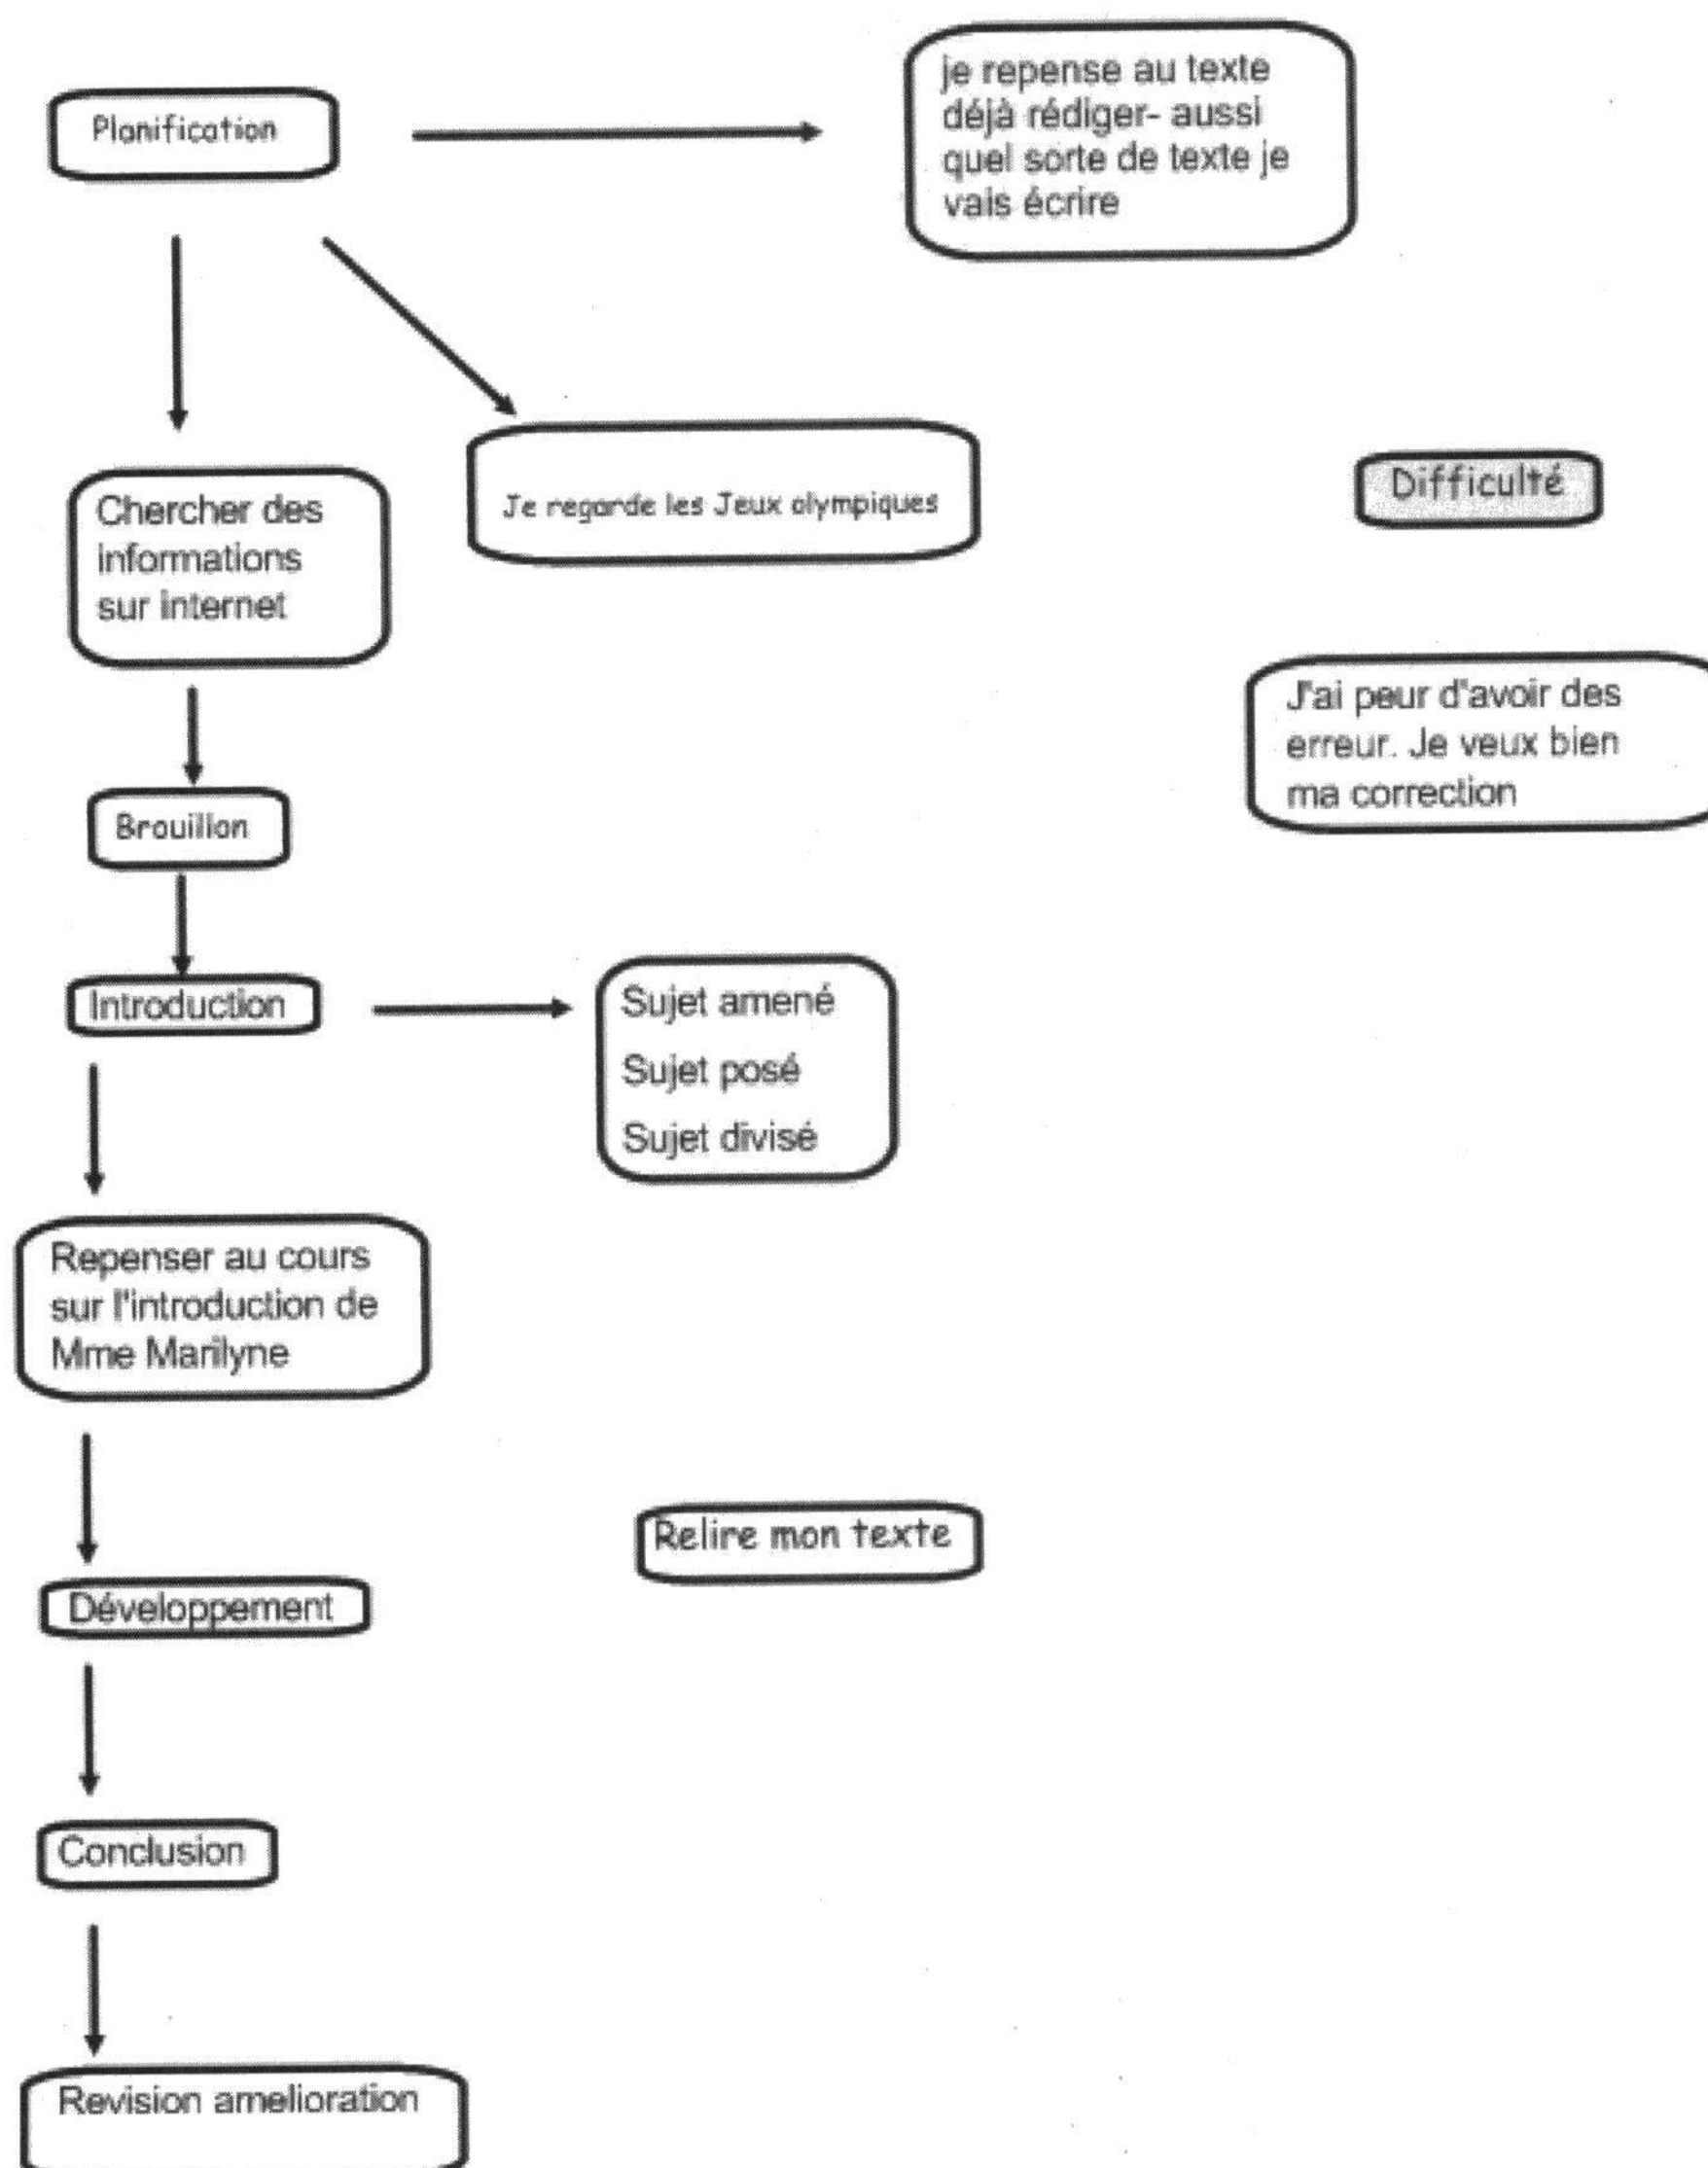 Planification
je repense au texte
déjà rédiger- aussi
quel sorte de texte je
vais écrire
Je regarde les Jeux olympiques
Chercher des
informations
sur internet
Difficulté
J'ai peur d'avoir des
erreur. Je veux bien
ma correction
Brouillon
Introduction
Sujet amené
Sujet posé
Sujet divisé
Repenser au cours
sur l'introduction de
Mme Marilyne
Relire mon texte
Développement
Conclusion
Revision amelioration